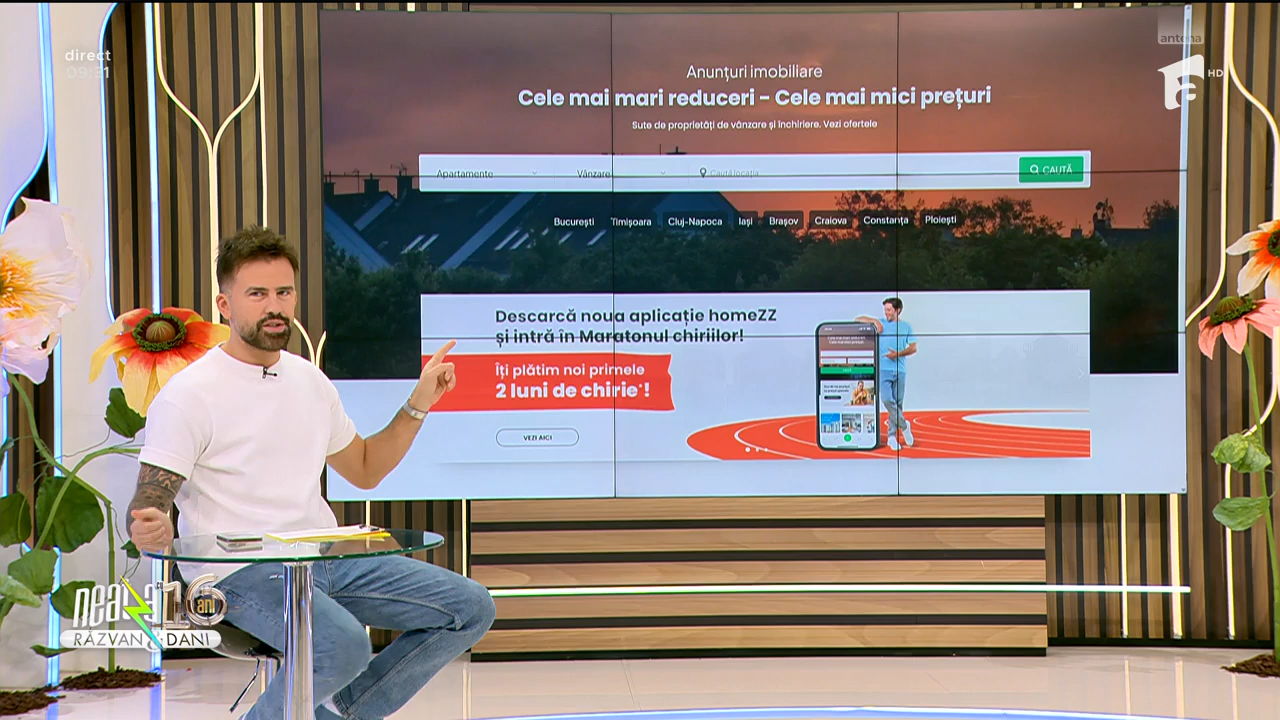 direct
09:31
antena
HD
Anunțuri imobiliare
Cele mai mari reduceri - Cele mai mici prețuri
Sute de proprietăți de vânzare și închiriere. Vezi ofertele
Apartamente
Vânzare
Caută locația
CAUTĂ
București Timișoara Cluj-Napoca Iași Brașov Craiova Constanța Ploiești
Descarcă noua aplicație homeZZ
și intră în Maratonul chiriilor!
Îți plătim noi primele
2 luni de chirie*!
VEZI AICI
16
ani
RĂZVAN & DANI